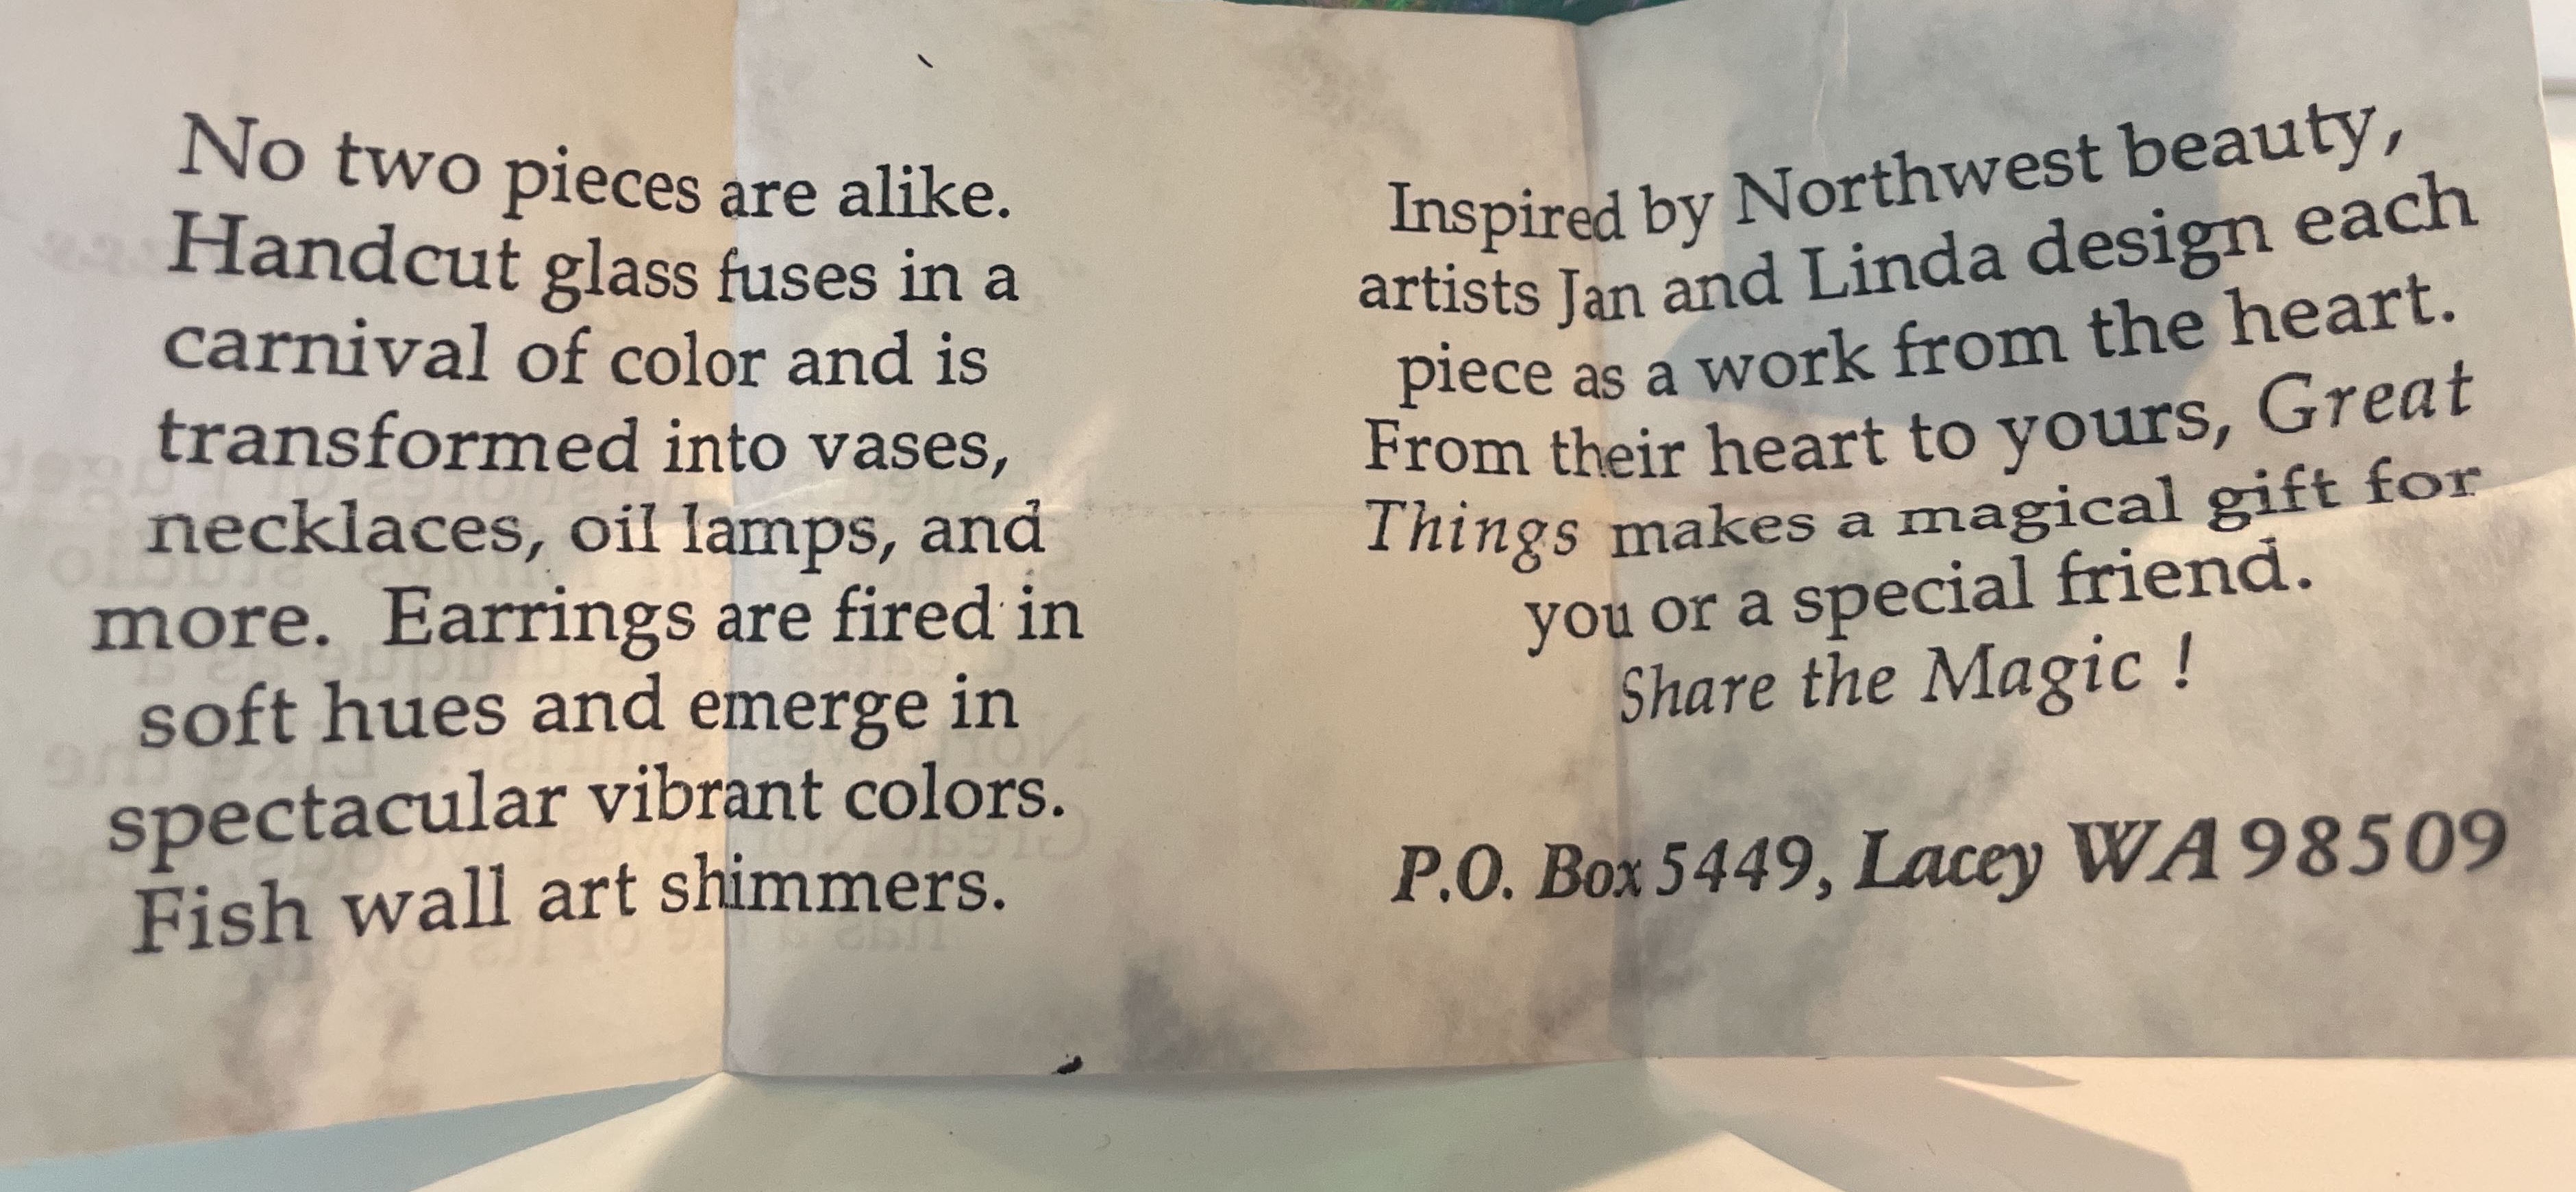 No two pieces are alike.
Handcut glass fuses in a
carnival of color and is
transformed into vases,
necklaces, oil lamps, and
more. Earrings are fired in
soft hues and emerge in
spectacular vibrant colors.
Fish wall art shimmers.
Inspired by Northwest beauty,
artists Jan and Linda design each
piece as a work from the heart.
From their heart to yours, Great
Things makes a magical gift for
you or a special friend.
Share the Magic !
P.O. Box 5449, Lacey WA 98509